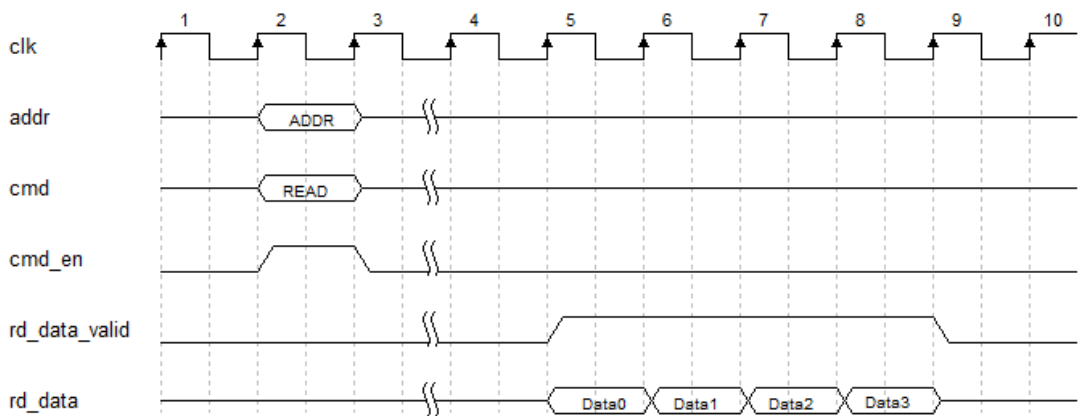 1 2 3 4 5 6 7 8 9 10
clk
addr ADDR
cmd READ
cmd_en
rd_data_valid
rd_data Data0 Data1 Data2 Data3